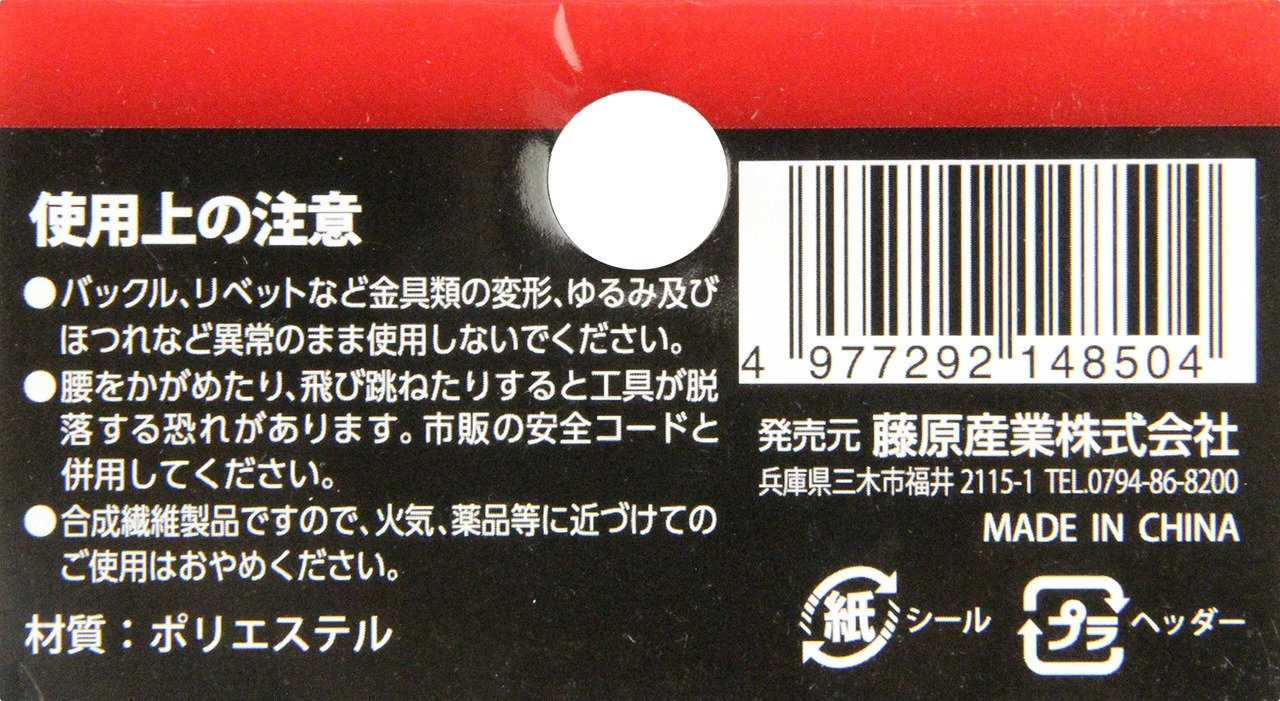 使用上の注意
●バックル、リベットなど金具類の変形、ゆるみ及び
ほつれなど異常のまま使用しないでください。
●腰をかがめたり、飛び跳ねたりすると工具が脱
落する恐れがあります。市販の安全コードと
併用してください。
●合成繊維製品ですので、火気、薬品等に近づけての
ご使用はおやめください。
材質：ポリエステル
4 977292 148504
発売元 藤原産業株式会社
兵庫県三木市福井 2115-1 TEL.0794-86-8200
MADE IN CHINA
紙 シール
プラ ヘッダー